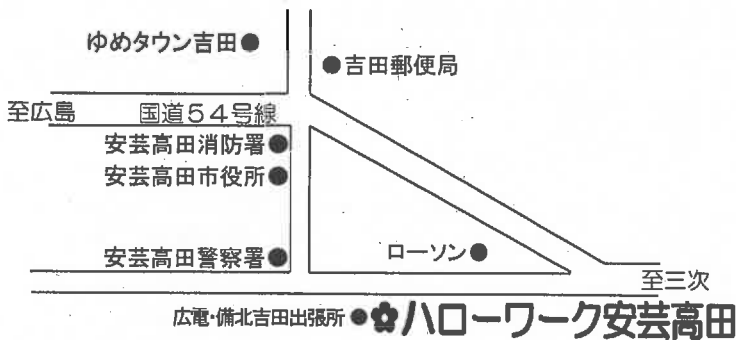 ゆめタウン吉田
吉田郵便局
至広島
国道54号線
安芸高田消防署
安芸高田市役所
安芸高田警察署
ローソン
至三次
広電・備北吉田出張所
ハローワーク安芸高田